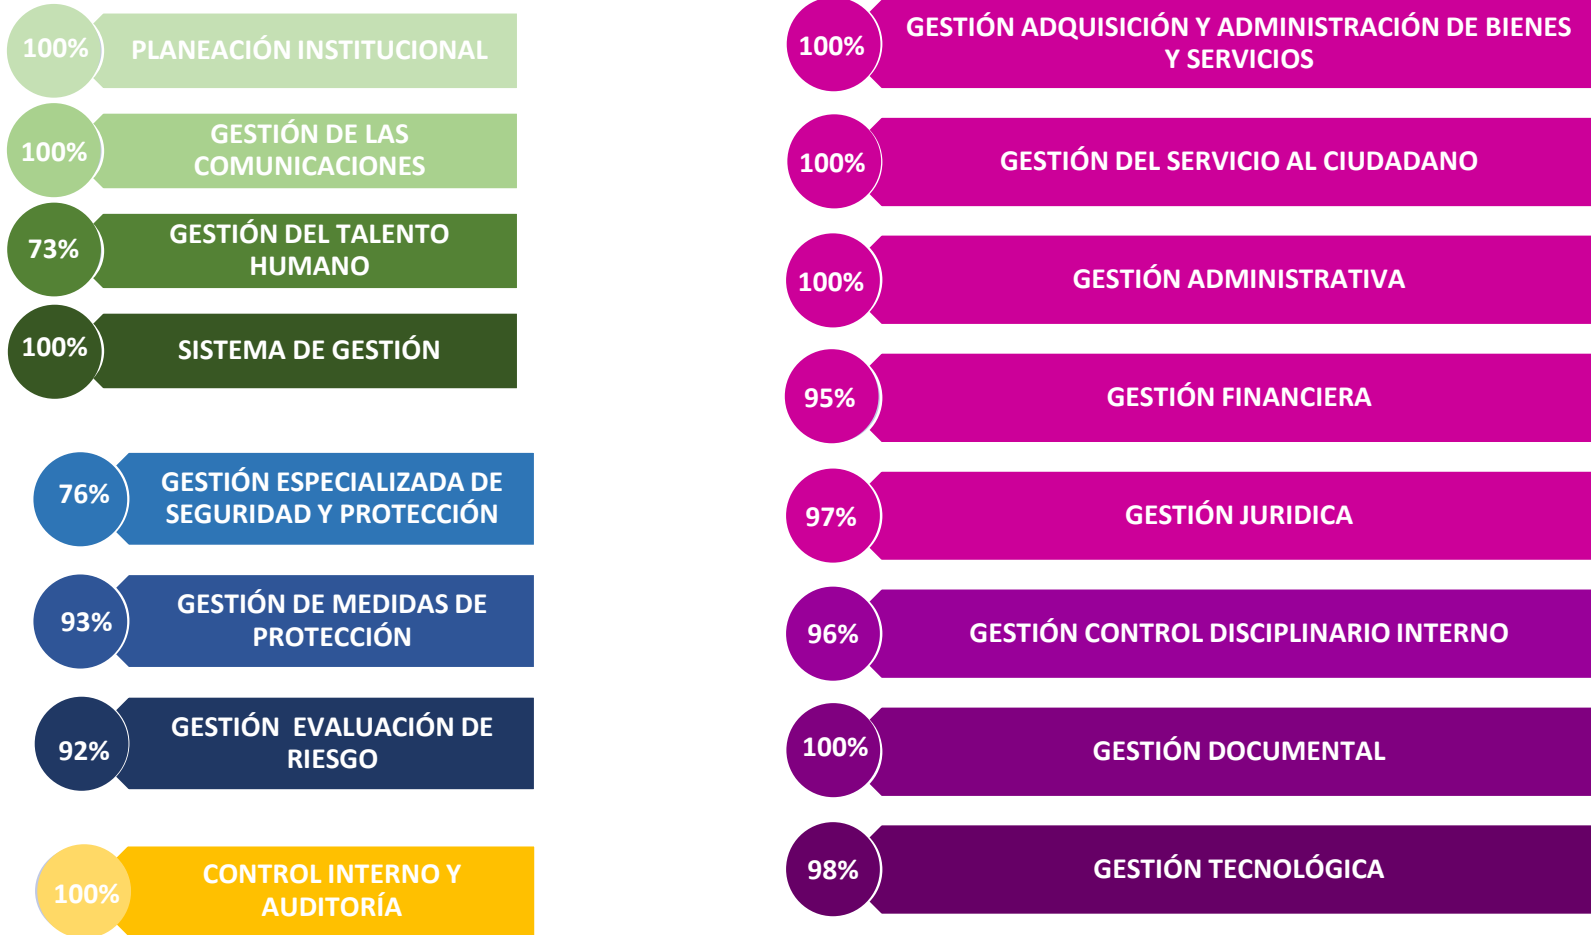 100%
PLANEACIÓN INSTITUCIONAL
100%
GESTIÓN DE LAS
COMUNICACIONES
73%
GESTIÓN DEL TALENTO
HUMANO
100%
SISTEMA DE GESTIÓN
76%
GESTIÓN ESPECIALIZADA DE
SEGURIDAD Y PROTECCIÓN
93%
GESTIÓN DE MEDIDAS DE
PROTECCIÓN
92%
GESTIÓN  EVALUACIÓN DE
RIESGO
100%
CONTROL INTERNO Y
AUDITORÍA
100%
GESTIÓN ADQUISICIÓN Y ADMINISTRACIÓN DE BIENES
Y SERVICIOS
100%
GESTIÓN DEL SERVICIO AL CIUDADANO
100%
GESTIÓN ADMINISTRATIVA
95%
GESTIÓN FINANCIERA
97%
GESTIÓN JURIDICA
96%
GESTIÓN CONTROL DISCIPLINARIO INTERNO
100%
GESTIÓN DOCUMENTAL
98%
GESTIÓN TECNOLÓGICA